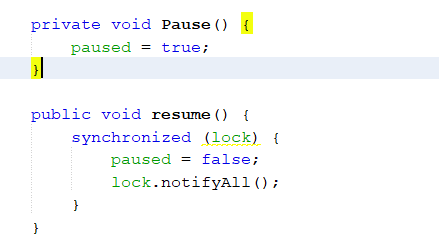 private void Pause() {
    paused = true;
}
public void resume() {
    synchronized (lock) {
        paused = false;
        lock.notifyAll();
    }
}